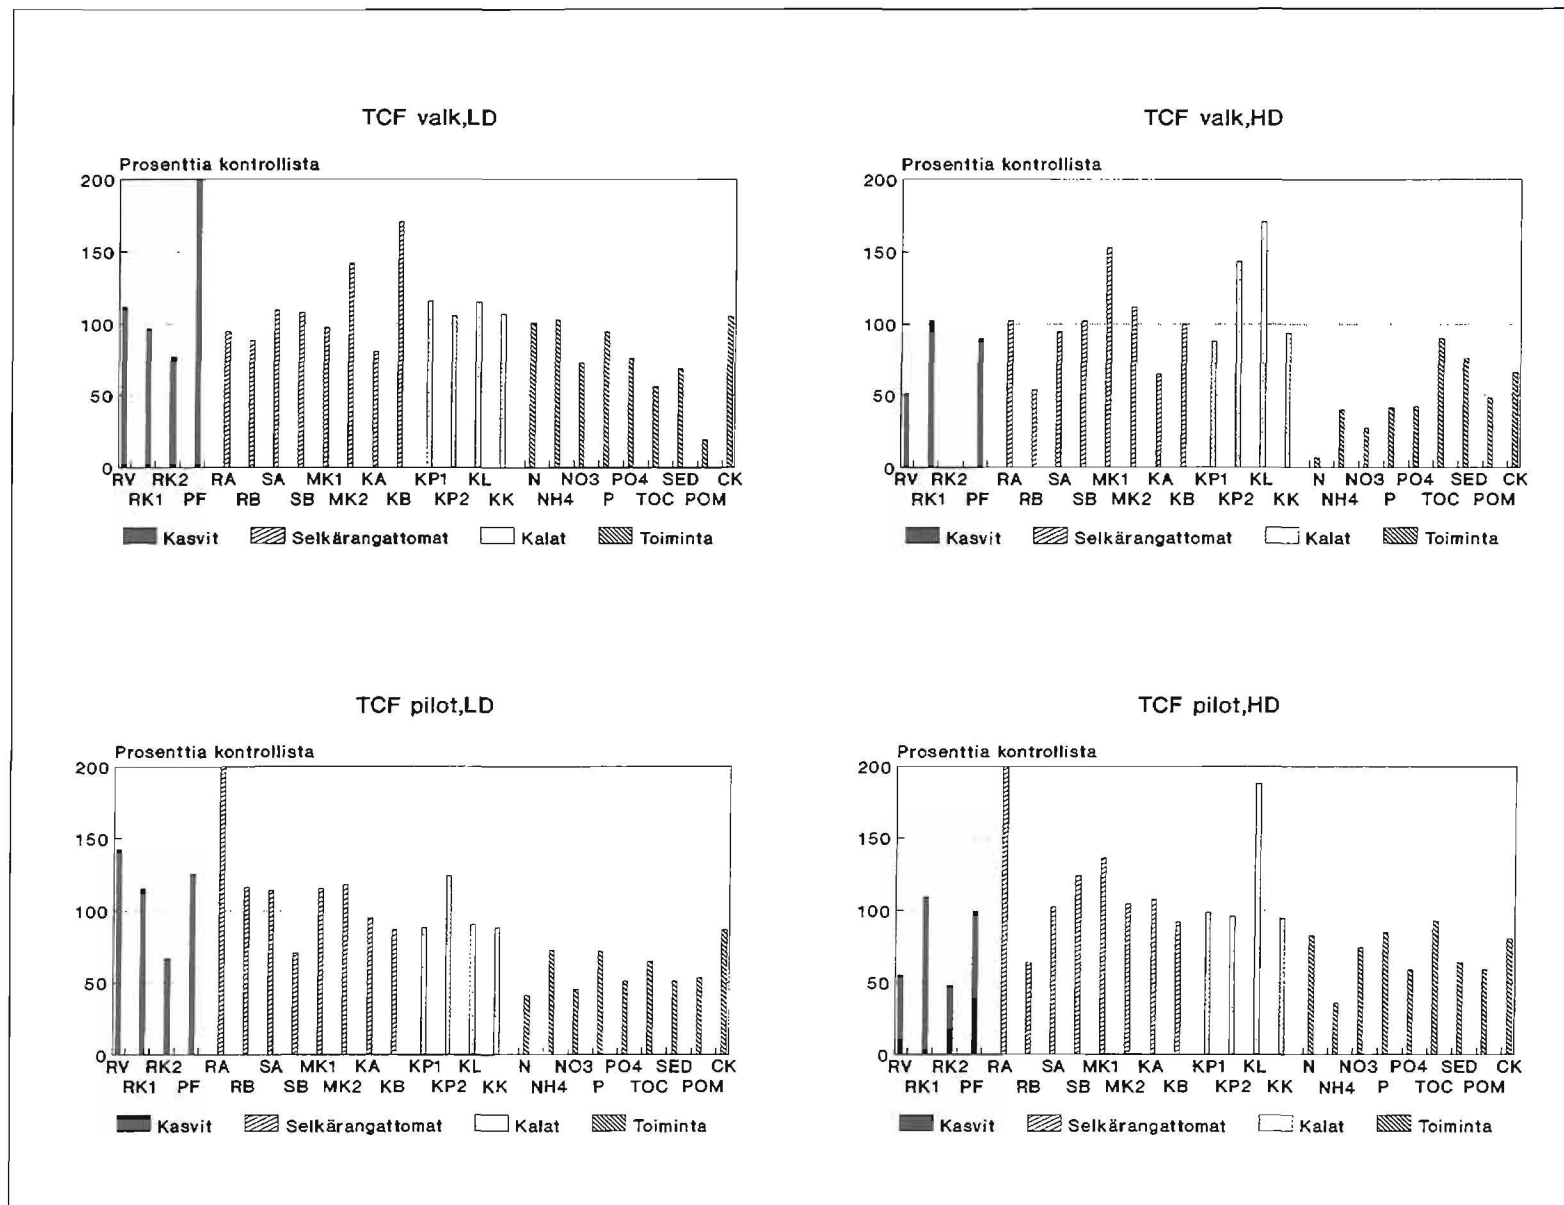 TCF valk,LD
Prosenttia kontrollista
200
150
100
50
0
RV RK2 RA SA MK1 KA KP1 KL N NO3 PO4 SED CK
RK1 PF RB SB MK2 KB KP2 KK NH4 P TOC POM
Kasvit Selkärangattomat Kalat Toiminta
TCF valk,HD
Prosenttia kontrollista
200
150
100
50
0
RV RK2 RA SA MK1 KA KP1 KL N NO3 PO4 SED CK
RK1 PF RB SB MK2 KB KP2 KK NH4 P TOC POM
Kasvit Selkärangattomat Kalat Toiminta
TCF pilot,LD
Prosenttia kontrollista
200
150
100
50
0
RV RK2 RA SA MK1 KA KP1 KL N NO3 PO4 SED CK
RK1 PF RB SB MK2 KB KP2 KK NH4 P TOC POM
Kasvit Selkärangattomat Kalat Toiminta
TCF pilot,HD
Prosenttia kontrollista
200
150
100
50
0
RV RK2 RA SA MK1 KA KP1 KL N NO3 PO4 SED CK
RK1 PF RB SB MK2 KB KP2 KK NH4 P TOC POM
Kasvit Selkärangattomat Kalat Toiminta